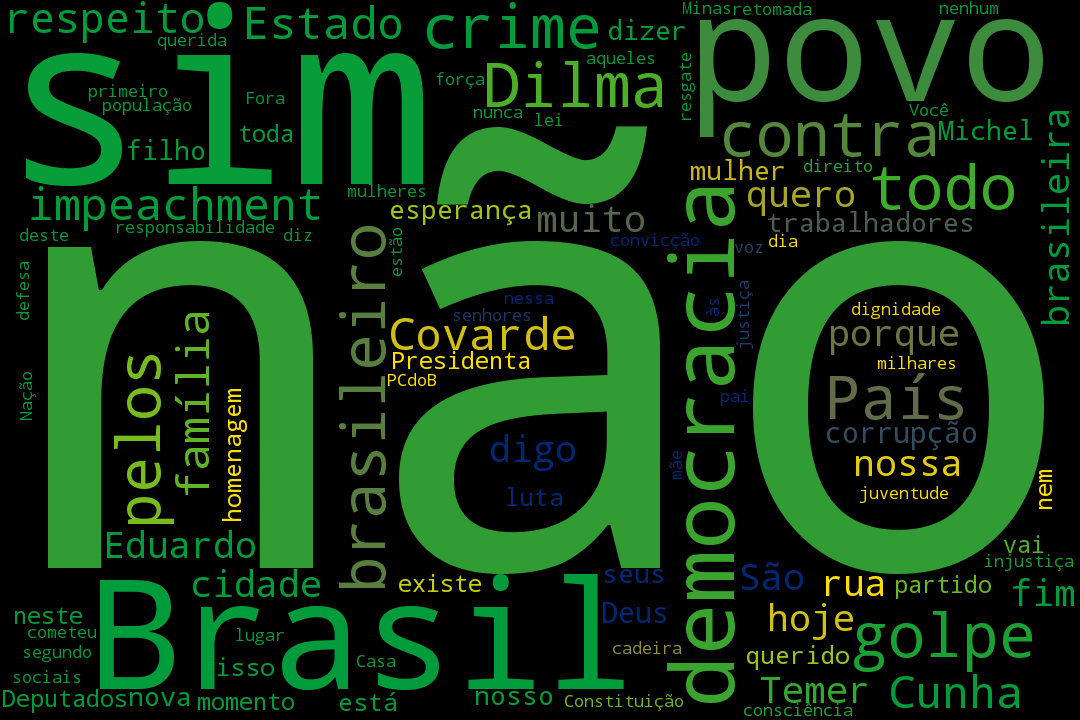 respeito
querida
Estado
crime
dizer
Minas
retomada
nenhum
sim
primeiro
população
Fora
toda
filho
força
Dilma
aqueles
nunca
lei
resgate
povo
Você
contra
Michel
impeachment
mulheres
mulher
direito
quero
todo
brasileira
deste
responsabilidade
diz
esperança
muito
trabalhadores
convicção
voz
dia
estão
defesa
não
nessa
senhores
Covarde
Presidenta
PCdoB
democracia
às
justiça
dignidade
porque
milhares
pai
País
Nação
pelos
família
homenagem
brasileiro
digo
luta
mãe
corrupção
nossa
juventude
nem
Eduardo
vai
injustiça
cidade
existe
seus
São
rua
partido
fim
neste
cometeu
Brasil
Deus
hoje
golpe
segundo
lugar
isso
Casa
cadeira
querido
sociais
Deputados
nova
momento
está
nosso
Constituição
Temer
Cunha
consciência